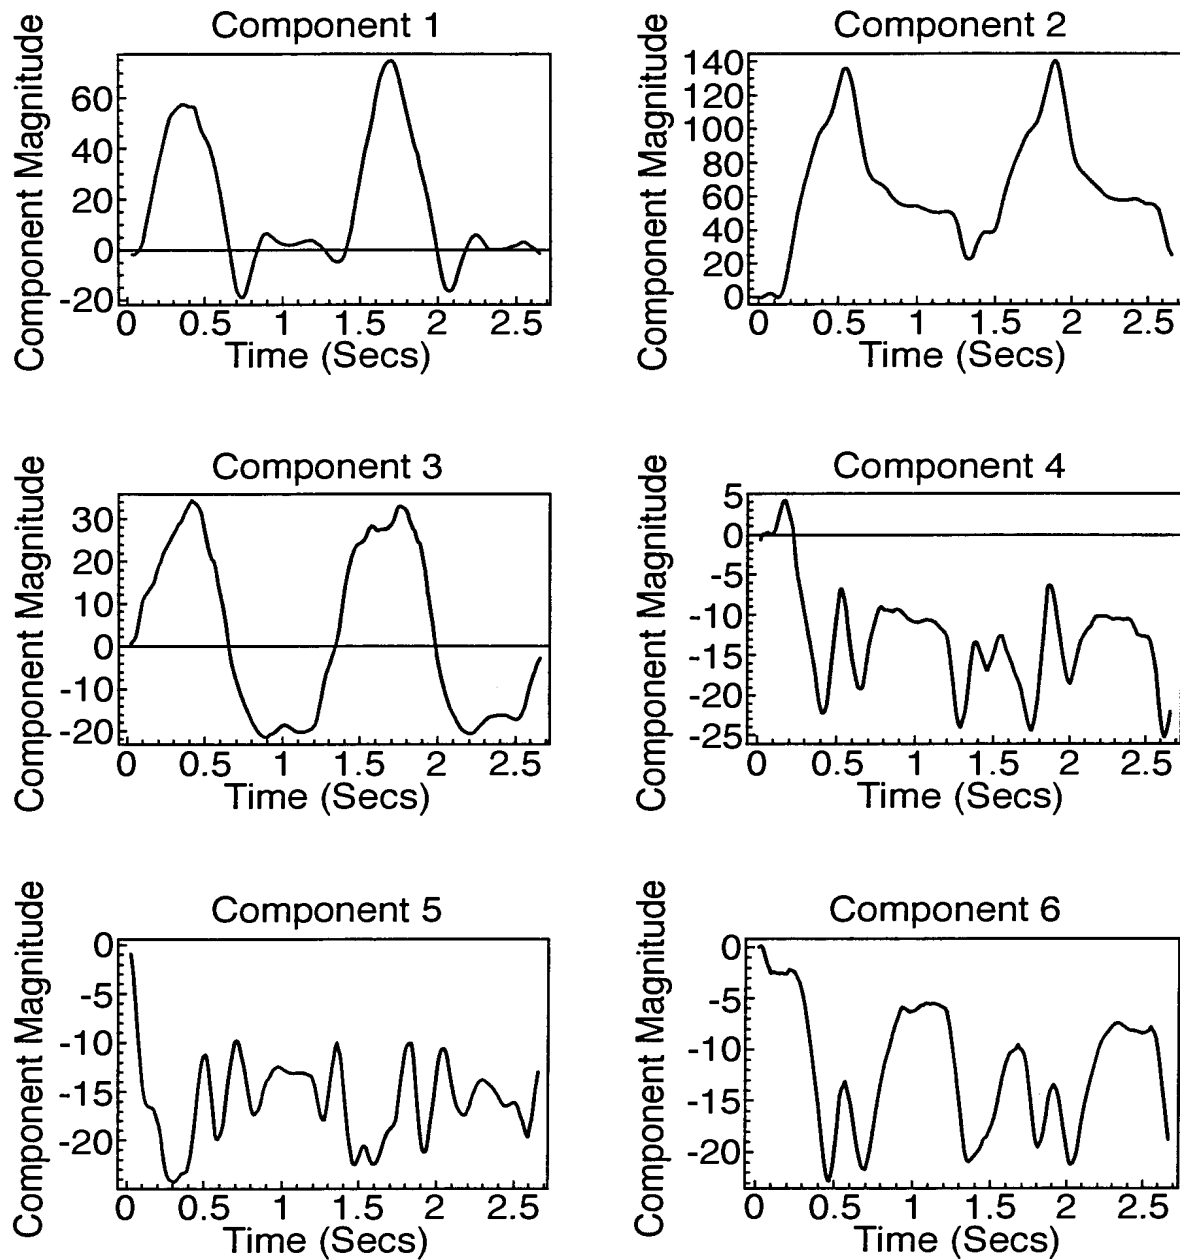 Component 1
Component Magnitude
60
40
20
0
-20
0 0.5 1 1.5 2 2.5
Time (Secs)
Component 2
Component Magnitude
140
120
100
80
60
40
20
0
0 0.5 1 1.5 2 2.5
Time (Secs)
Component 3
Component Magnitude
30
20
10
0
-10
-20
0 0.5 1 1.5 2 2.5
Time (Secs)
Component 4
Component Magnitude
5
0
-5
-10
-15
-20
-25
0 0.5 1 1.5 2 2.5
Time (Secs)
Component 5
Component Magnitude
0
-5
-10
-15
-20
0 0.5 1 1.5 2 2.5
Time (Secs)
Component 6
Component Magnitude
0
-5
-10
-15
-20
0 0.5 1 1.5 2 2.5
Time (Secs)